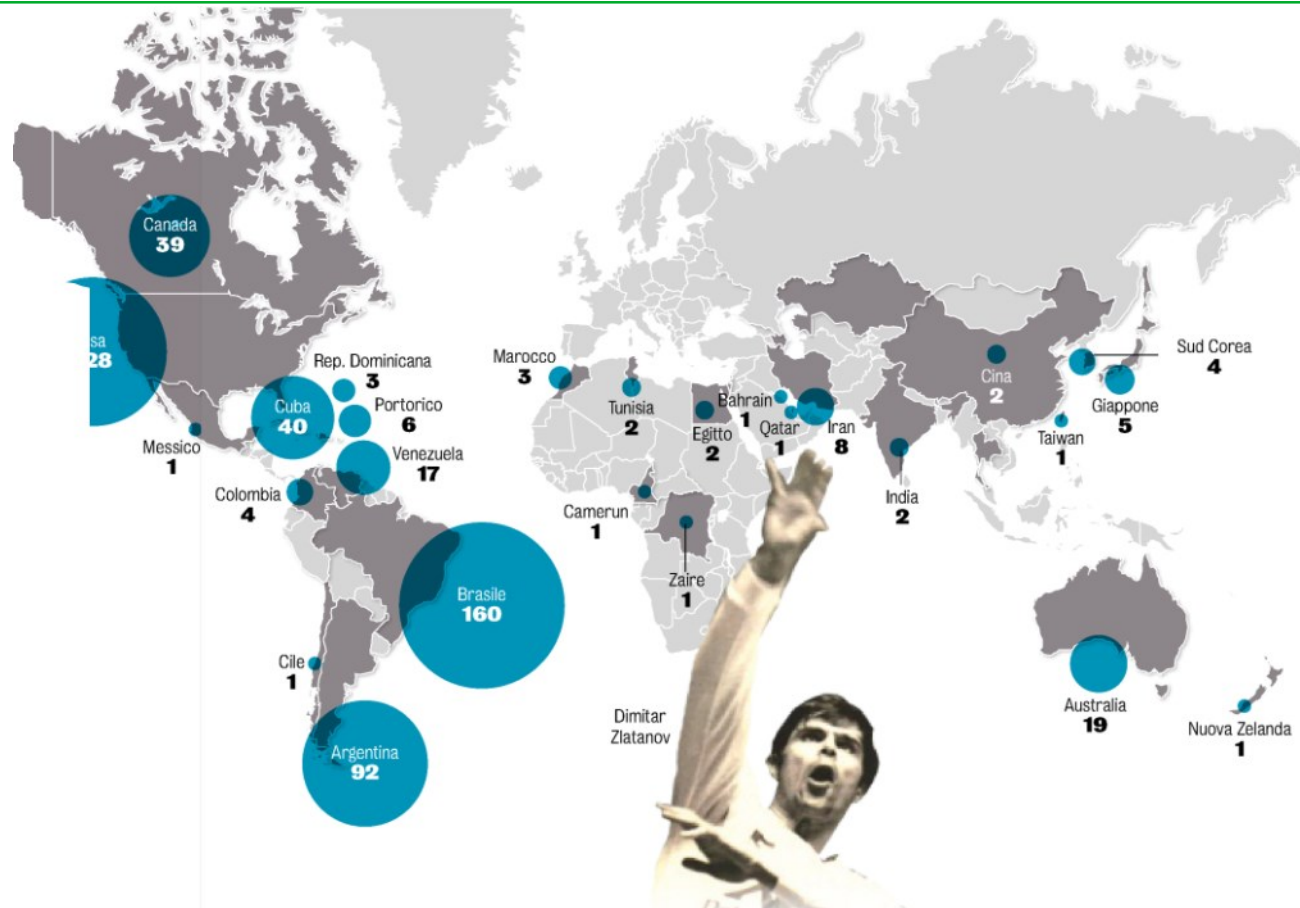 Canada
39
sa
28
Rep. Dominicana
3
Cuba
40
Portorico
6
Messico
1
Venezuela
17
Colombia
4
Brasile
160
Cile
1
Argentina
92
Marocco
3
Tunisia
2
Egitto
2
Bahrain
1
Qatar
1
Iran
8
Camerun
1
Zaire
1
India
2
Cina
2
Sud Corea
4
Giappone
5
Taiwan
1
Australia
19
Nuova Zelanda
1
Dimitar
Zlatanov